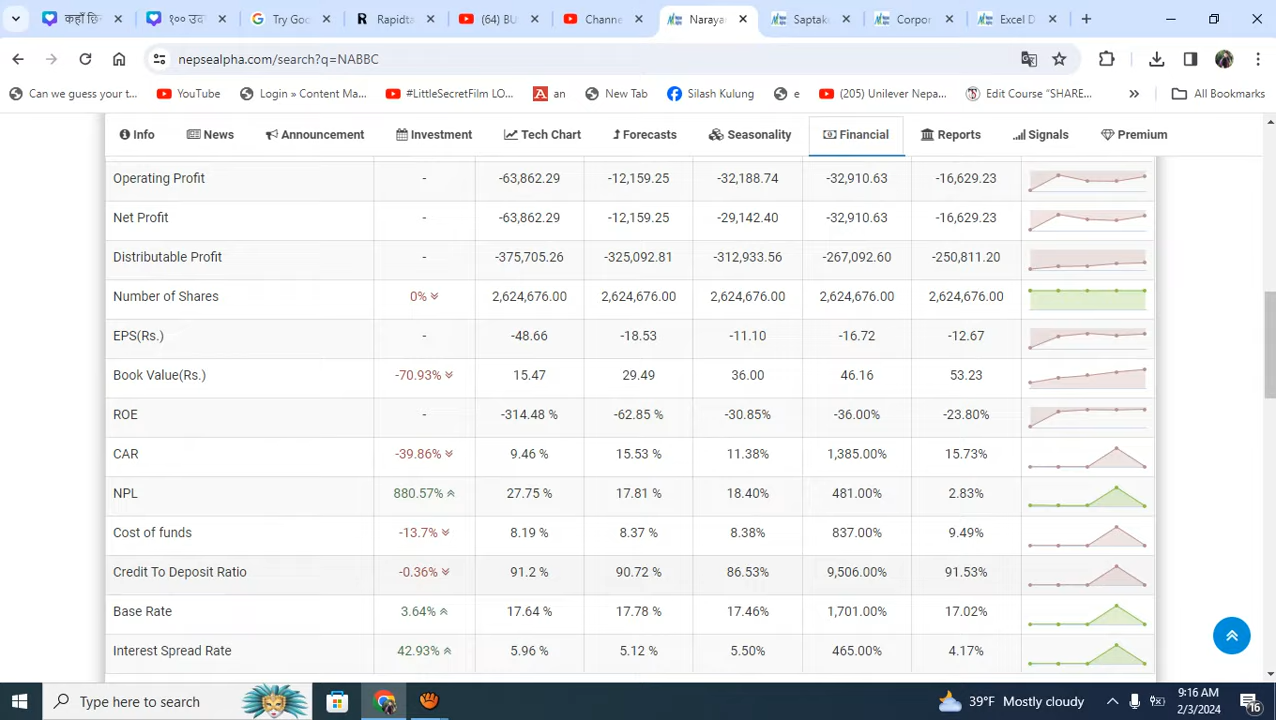 कहाँ कि
१०० उव
Try Goo
Rapidta
(64) BU
Channe
Naraya
Saptak
Corpor
Excel D
nepsealpha.com/search?q=NABBC
Can we guess your t...
YouTube
Login » Content Ma...
#LittleSecretFilm LO...
an
New Tab
Silash Kulung
e
(205) Unilever Nepa...
Edit Course "SHARE...
»
All Bookmarks
Info News Announcement Investment Tech Chart Forecasts Seasonality Financial Reports Signals Premium
Operating Profit - -63,862.29 -12,159.25 -32,188.74 -32,910.63 -16,629.23
Net Profit - -63,862.29 -12,159.25 -29,142.40 -32,910.63 -16,629.23
Distributable Profit - -375,705.26 -325,092.81 -312,933.56 -267,092.60 -250,811.20
Number of Shares 0% 2,624,676.00 2,624,676.00 2,624,676.00 2,624,676.00 2,624,676.00
EPS(Rs.) - -48.66 -18.53 -11.10 -16.72 -12.67
Book Value(Rs.) -70.93% 15.47 29.49 36.00 46.16 53.23
ROE - -314.48 % -62.85 % -30.85% -36.00% -23.80%
CAR -39.86% 9.46 % 15.53 % 11.38% 1,385.00% 15.73%
NPL 880.57% 27.75 % 17.81 % 18.40% 481.00% 2.83%
Cost of funds -13.7% 8.19 % 8.37 % 8.38% 837.00% 9.49%
Credit To Deposit Ratio -0.36% 91.2 % 90.72 % 86.53% 9,506.00% 91.53%
Base Rate 3.64% 17.64 % 17.78 % 17.46% 1,701.00% 17.02%
Interest Spread Rate 42.93% 5.96 % 5.12 % 5.50% 465.00% 4.17%
Type here to search
39°F Mostly cloudy
9:16 AM
2/3/2024
16